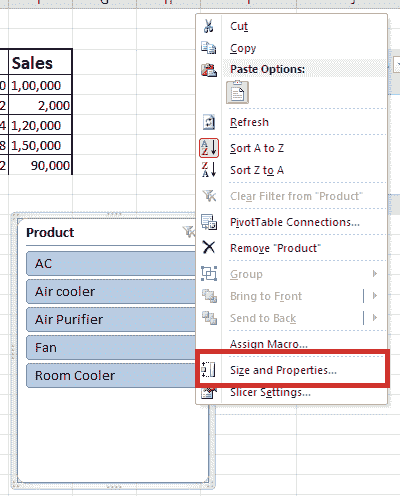 Sales
0 1,00,000
2 2,000
4 1,20,000
8 1,50,000
2 90,000
Product
AC
Air cooler
Air Purifier
Fan
Room Cooler
Cut
Copy
Paste Options:
Refresh
Sort A to Z
Sort Z to A
Clear Filter from "Product"
PivotTable Connections...
Remove "Product"
Group
Bring to Front
Send to Back
Assign Macro...
Size and Properties...
Slicer Settings...